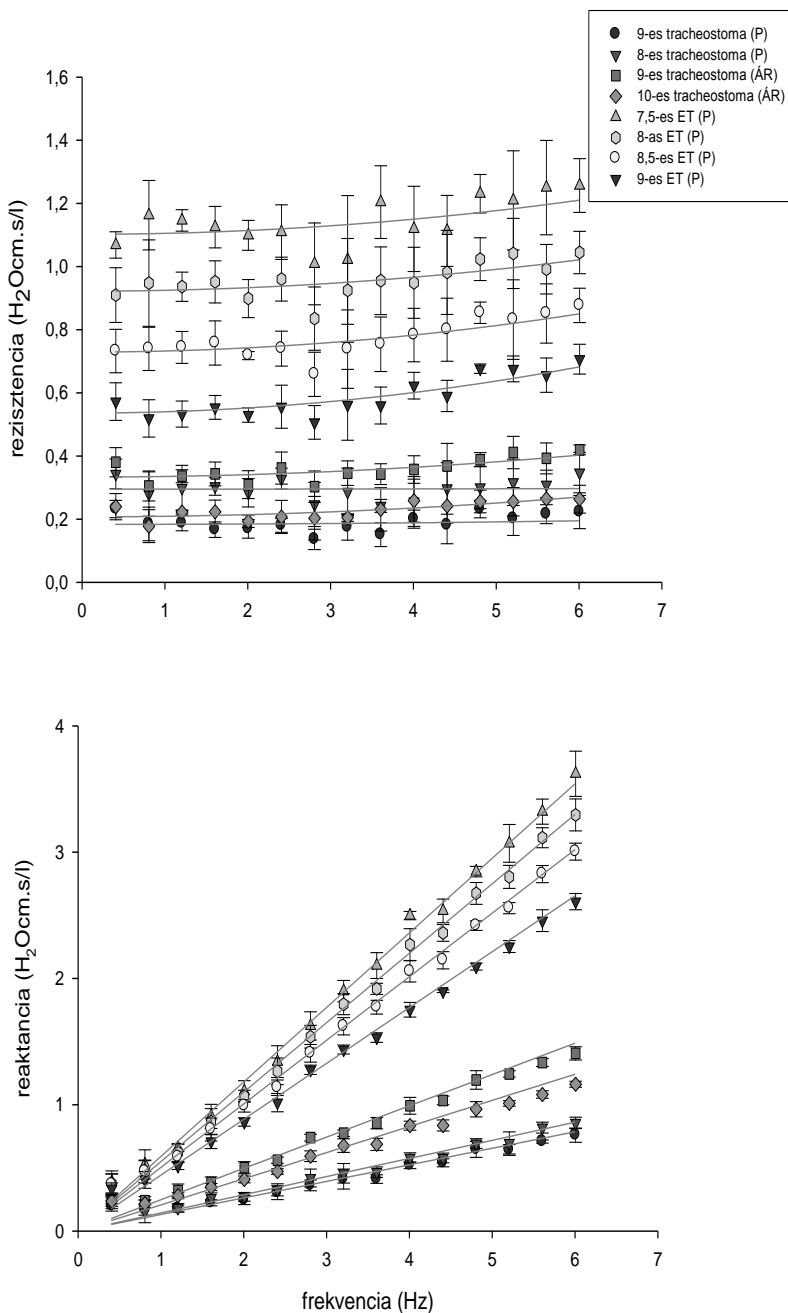 9-es tracheostoma (P)
8-es tracheostoma (P)
9-es tracheostoma (ÁR)
10-es tracheostoma (ÁR)
7,5-es ET (P)
8-as ET (P)
8,5-es ET (P)
9-es ET (P)
1,6
1,4
1,2
1,0
0,8
0,6
0,4
0,2
0,0
rezisztencia (H2Ocm.s/l)
0 1 2 3 4 5 6 7
4
3
2
1
0
reaktancia (H2Ocm.s/l)
0 1 2 3 4 5 6 7
frekvencia (Hz)